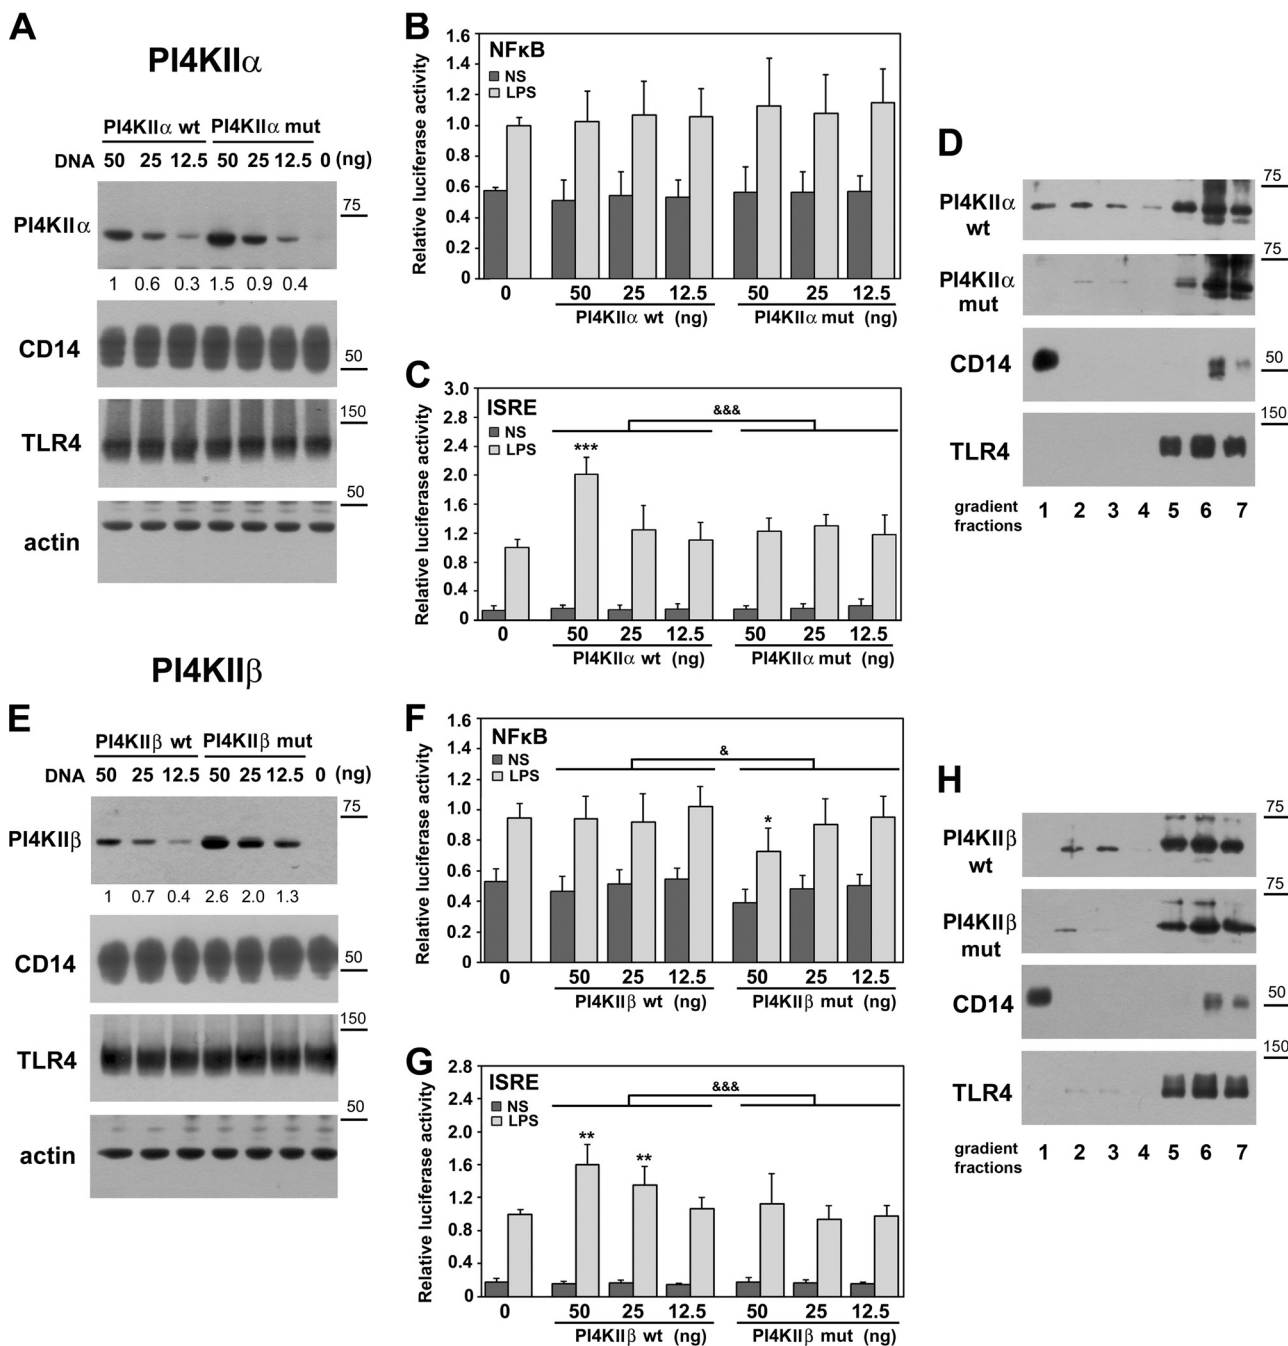 A
PI4KIIα
PI4KIIα wt PI4KIIα mut
DNA 50 25 12.5 50 25 12.5 0 (ng)
75
PI4KIIα
1 0.6 0.3 1.5 0.9 0.4
CD14
50
150
TLR4
50
actin
B
NFκB
NS
LPS
Relative luciferase activity
1.6
1.4
1.2
1.0
0.8
0.6
0.4
0.2
0
0 50 25 12.5 50 25 12.5
PI4KIIα wt (ng) PI4KIIα mut (ng)
C
ISRE
NS
LPS
&&&
***
Relative luciferase activity
3.0
2.8
2.4
2.0
1.6
1.2
0.8
0.4
0
0 50 25 12.5 50 25 12.5
PI4KIIα wt (ng) PI4KIIα mut (ng)
D
75
PI4KIIα
wt
75
PI4KIIα
mut
CD14
50
150
TLR4
gradient
fractions
1 2 3 4 5 6 7
PI4KIIβ
E
PI4KIIβ wt PI4KIIβ mut
DNA 50 25 12.5 50 25 12.5 0 (ng)
75
PI4KIIβ
1 0.7 0.4 2.6 2.0 1.3
CD14
50
150
TLR4
50
actin
F
NFκB
NS
LPS
&
*
Relative luciferase activity
1.6
1.4
1.2
1.0
0.8
0.6
0.4
0.2
0
0 50 25 12.5 50 25 12.5
PI4KIIβ wt (ng) PI4KIIβ mut (ng)
G
ISRE
NS
LPS
&&&
** **
Relative luciferase activity
2.8
2.4
2.0
1.6
1.2
0.8
0.4
0
0 50 25 12.5 50 25 12.5
PI4KIIβ wt (ng) PI4KIIβ mut (ng)
H
75
PI4KIIβ
wt
75
PI4KIIβ
mut
CD14
50
150
TLR4
gradient
fractions
1 2 3 4 5 6 7